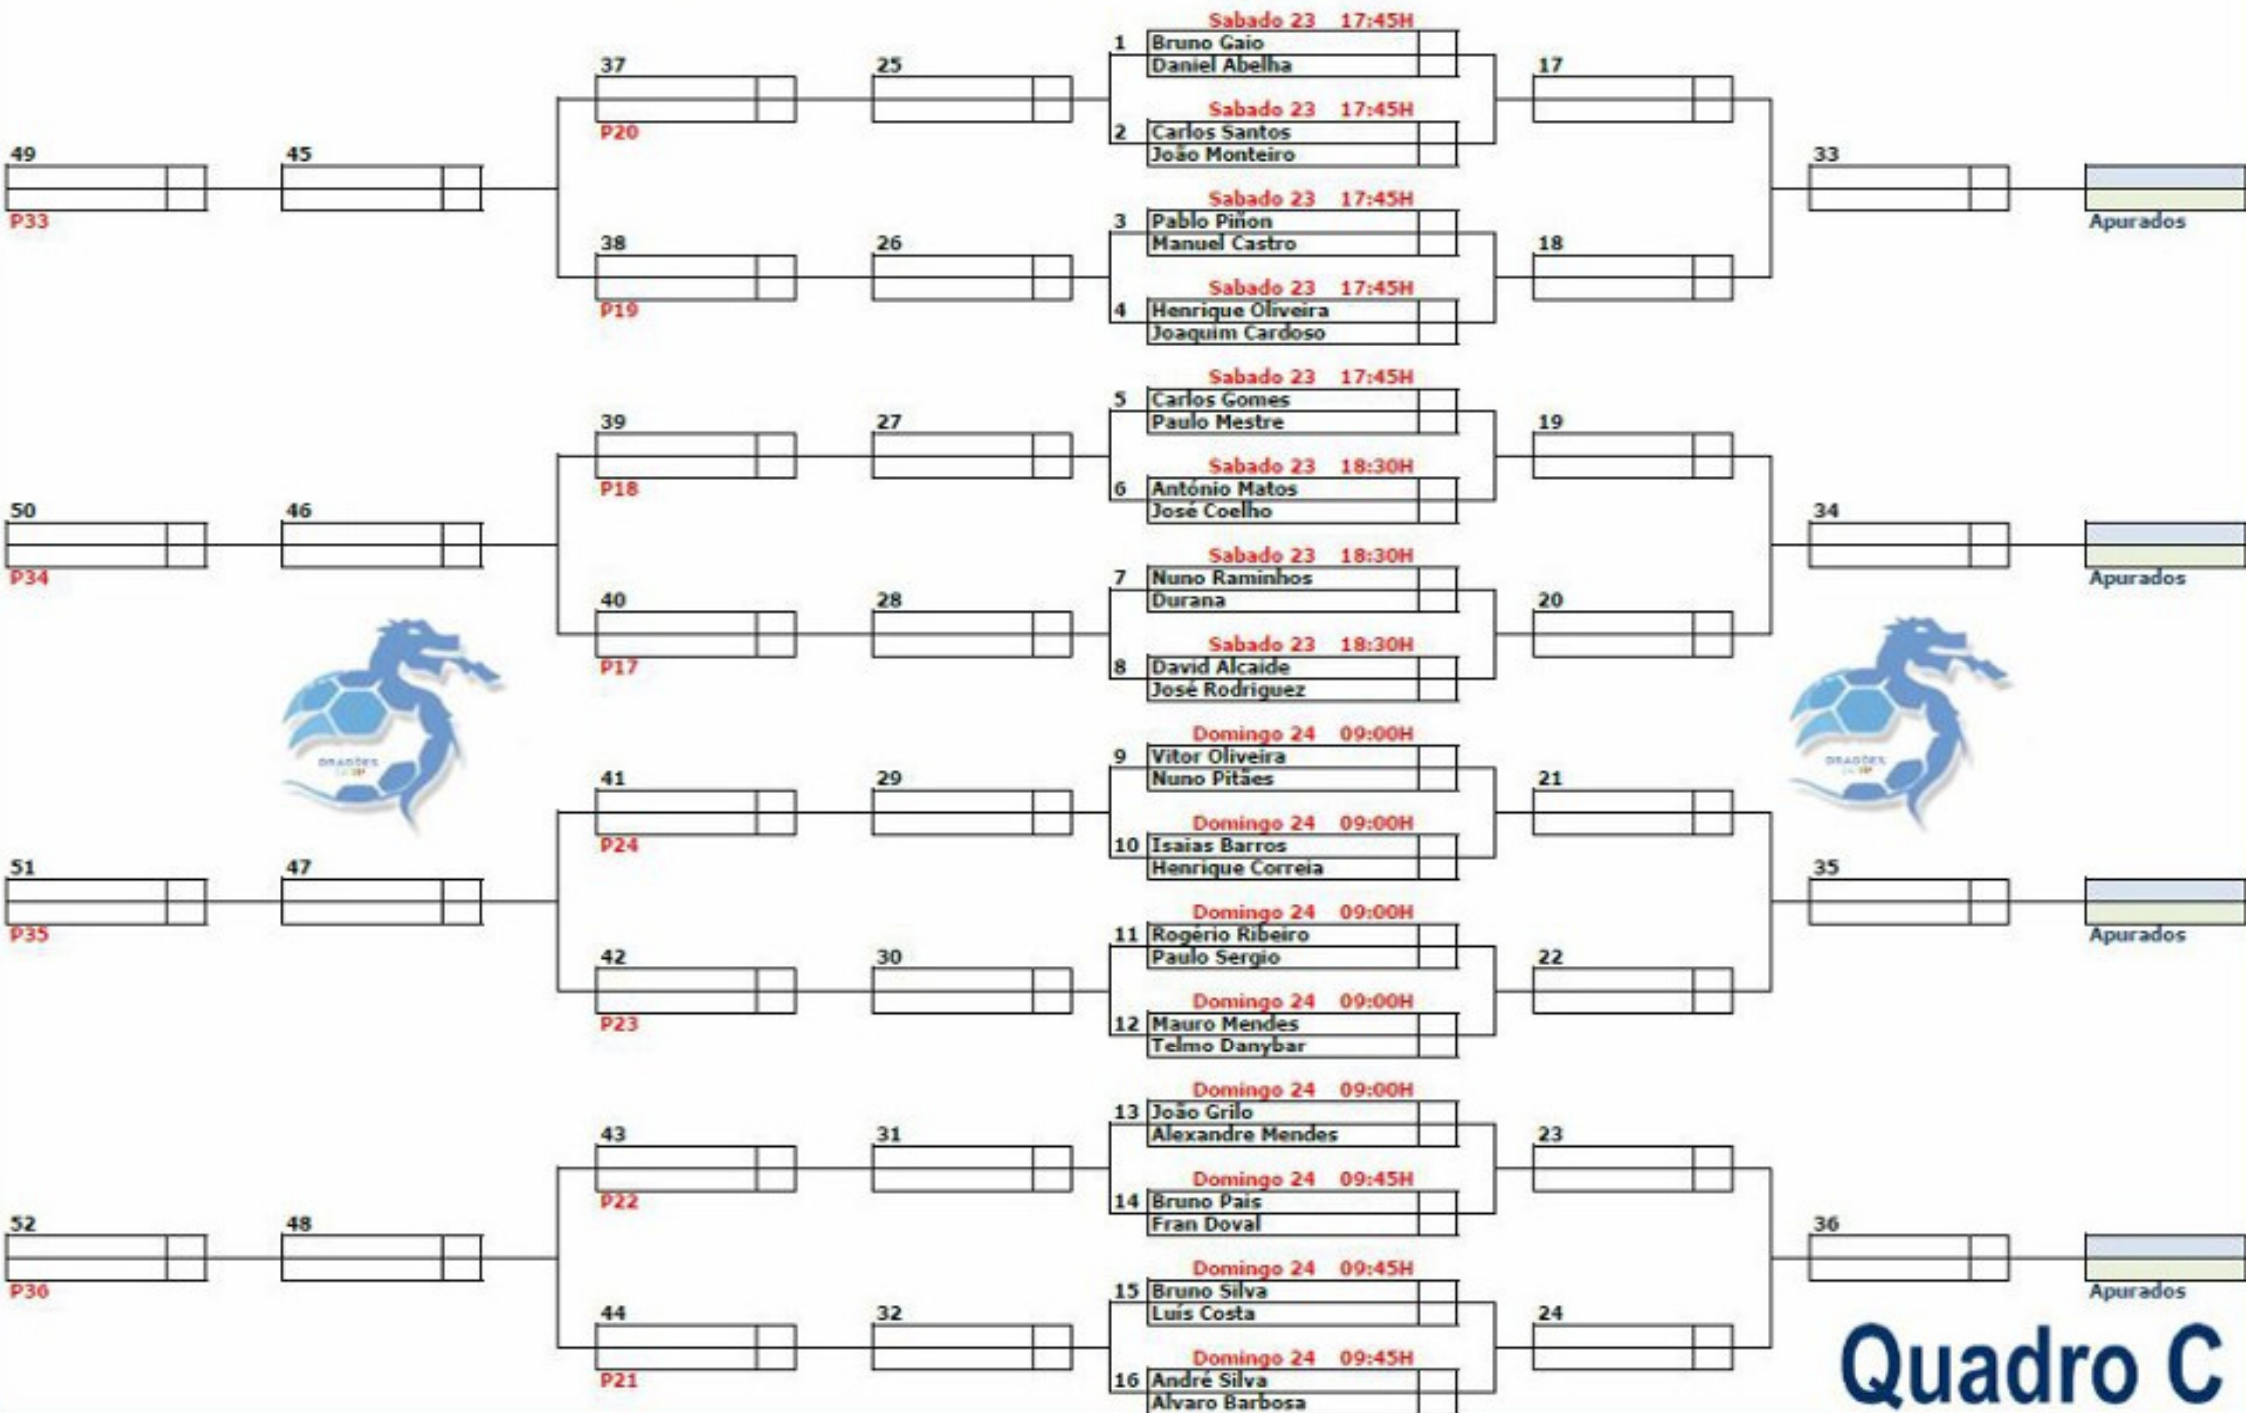 Sabado 23 17:45H
1 Bruno Gaio
37 25 Daniel Abelha 17
Sabado 23 17:45H
P20 2 Carlos Santos
49 45 João Monteiro 33
Sabado 23 17:45H
P33 3 Pablo Piñon Apurados
38 26 Manuel Castro 18
Sabado 23 17:45H
P19 4 Henrique Oliveira
Joaquim Cardoso
Sabado 23 17:45H
5 Carlos Gomes
39 27 Paulo Mestre 19
Sabado 23 18:30H
P18 6 António Matos
50 46 José Coelho 34
Sabado 23 18:30H
P34 7 Nuno Raminhos Apurados
40 28 Durana 20
Sabado 23 18:30H
P17 8 David Alcaide
José Rodriguez
Domingo 24 09:00H
9 Vitor Oliveira
DRAGÕES DRAGÕES
41 29 Nuno Pitães 21
Domingo 24 09:00H
P24 10 Isaias Barros
51 47 Henrique Correia 35
Domingo 24 09:00H
P35 11 Rogério Ribeiro Apurados
42 30 Paulo Sergio 22
Domingo 24 09:00H
P23 12 Mauro Mendes
Telmo Danybar
Domingo 24 09:00H
13 João Grilo
43 31 Alexandre Mendes 23
Domingo 24 09:45H
P22 14 Bruno Pais
52 48 Fran Doval 36
Domingo 24 09:45H
P36 15 Bruno Silva Apurados
44 32 Luís Costa 24
Domingo 24 09:45H
P21 16 André Silva
Alvaro Barbosa
Quadro C